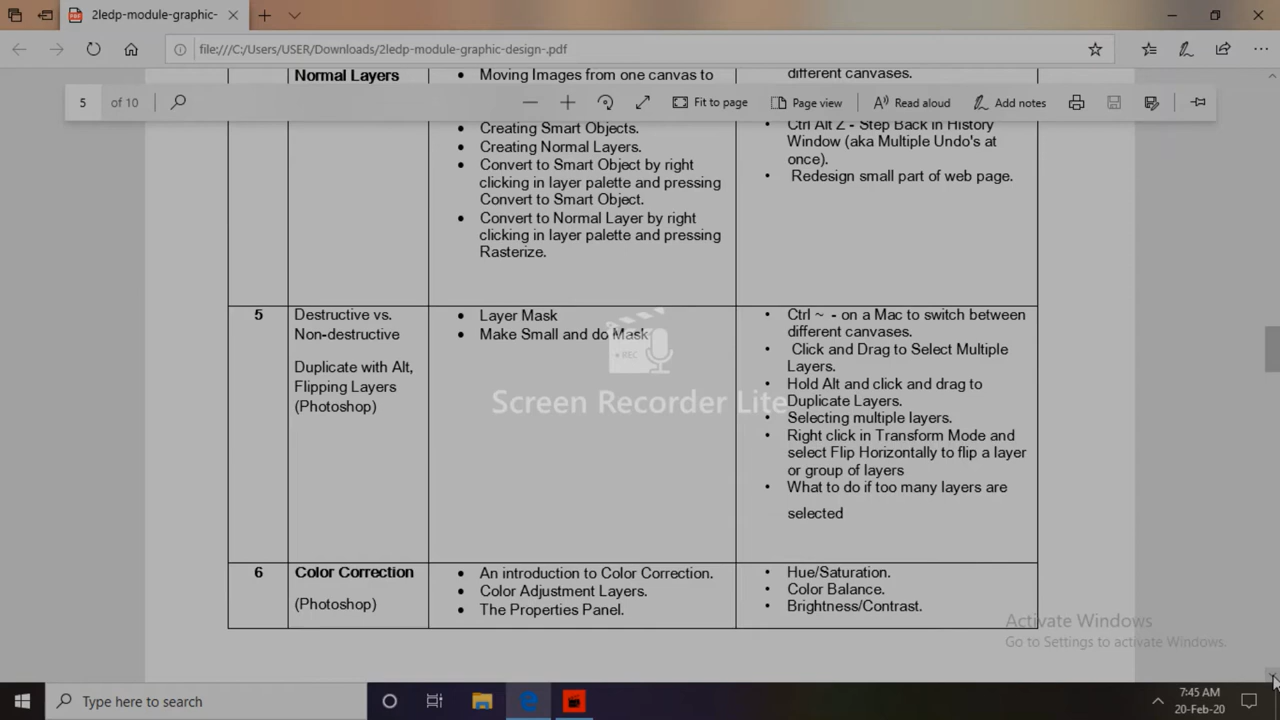 2ledp-module-graphic-
file:///C:/Users/USER/Downloads/2ledp-module-graphic-design-.pdf
5 of 10
Fit to page
Page view
Read aloud
Add notes
Normal Layers
• Moving Images from one canvas to
• Creating Smart Objects.
• Creating Normal Layers.
• Convert to Smart Object by right
clicking in layer palette and pressing
Convert to Smart Object.
• Convert to Normal Layer by right
clicking in layer palette and pressing
Rasterize.
different canvases.
Ctrl Alt Z - Step Back in History
Window (aka Multiple Undo's at
once).
• Redesign small part of web page.
5
Destructive vs.
Non-destructive
Duplicate with Alt,
Flipping Layers
(Photoshop)
• Layer Mask
• Make Small and do Mask
• Ctrl ~ - on a Mac to switch between
different canvases.
• Click and Drag to Select Multiple
Layers.
• Hold Alt and click and drag to
Duplicate Layers.
• Selecting multiple layers.
• Right click in Transform Mode and
select Flip Horizontally to flip a layer
or group of layers
• What to do if too many layers are
selected
6
Color Correction
(Photoshop)
• An introduction to Color Correction.
• Color Adjustment Layers.
• The Properties Panel.
• Hue/Saturation.
• Color Balance.
• Brightness/Contrast.
REC
Screen Recorder Lite
Activate Windows
Go to Settings to activate Windows.
Type here to search
7:45 AM
20-Feb-20